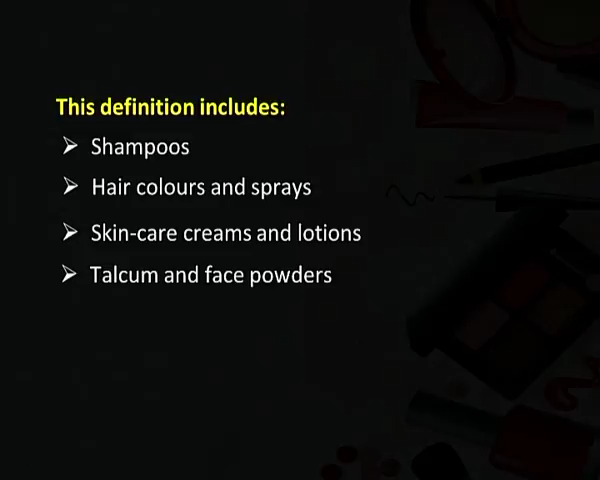 This definition includes:
Shampoos
Hair colours and sprays
Skin-care creams and lotions
Talcum and face powders